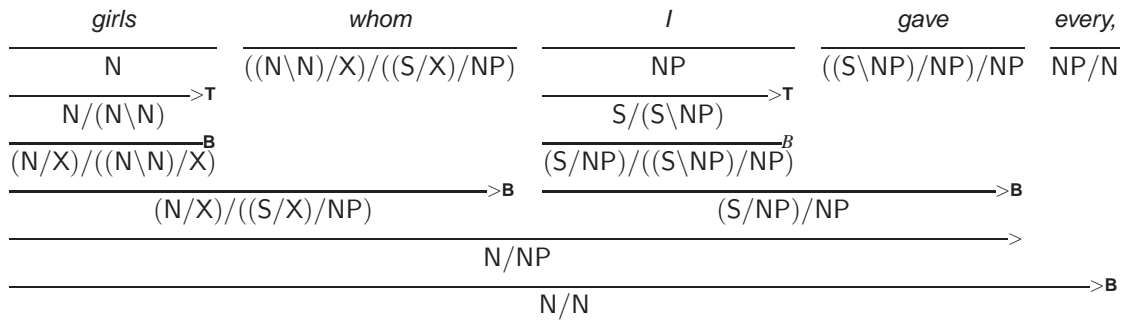 girls whom I gave every,
N ((N\N)/X)/((S/X)/NP) NP ((S\NP)/NP)/NP NP/N
>T >T
N/(N\N) S/(S\NP)
B B
(N/X)/((N\N)/X) (S/NP)/((S\NP)/NP)
>B >B
(N/X)/((S/X)/NP) (S/NP)/NP
>
N/NP
>B
N/N